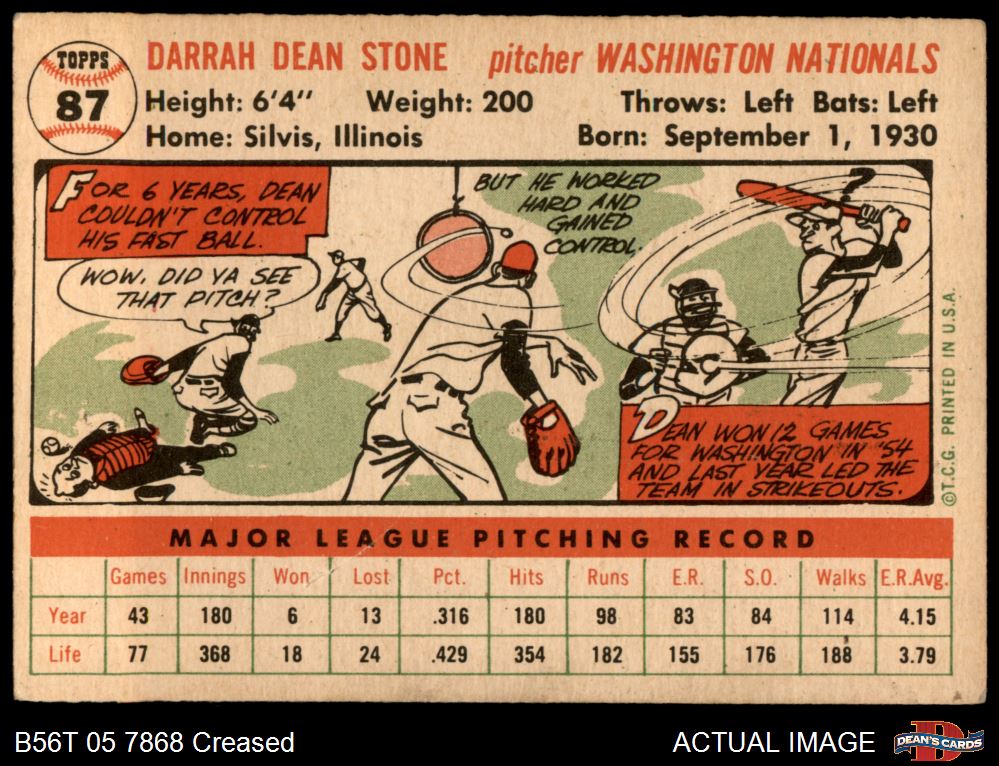 TOPPS
87
DARRAH DEAN STONE pitcher WASHINGTON NATIONALS
Height: 6'4" Weight: 200 Throws: Left Bats: Left
Home: Silvis, Illinois Born: September 1, 1930
FOR 6 YEARS, DEAN
COULDN'T CONTROL
HIS FAST BALL.
WOW, DID YA SEE
THAT PITCH?
BUT HE WORKED
HARD AND
GAINED
CONTROL.
?
DEAN WON 12 GAMES
FOR WASHINGTON IN '54
AND LAST YEAR LED THE
TEAM IN STRIKEOUTS.
©T.C.G. PRINTED IN U.S.A.
MAJOR LEAGUE PITCHING RECORD
Games Innings Won Lost Pct. Hits Runs E.R. S.O. Walks E.R.Avg.
Year 43 180 6 13 .316 180 98 83 84 114 4.15
Life 77 368 18 24 .429 354 182 155 176 188 3.79
B56T 05 7868 Creased ACTUAL IMAGE DEAN'S CARDS